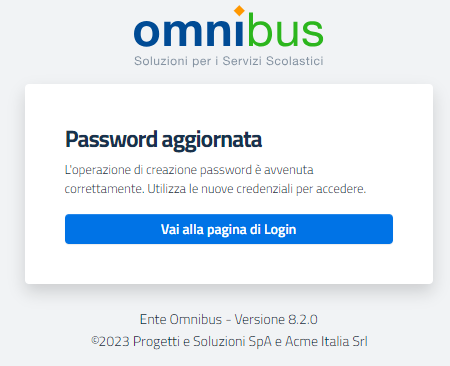 omnibus
Soluzioni per i Servizi Scolastici
Password aggiornata
L'operazione di creazione password è avvenuta
correttamente. Utilizza le nuove credenziali per accedere.
Vai alla pagina di Login
Ente Omnibus - Versione 8.2.0
©2023 Progetti e Soluzioni SpA e Acme Italia Srl